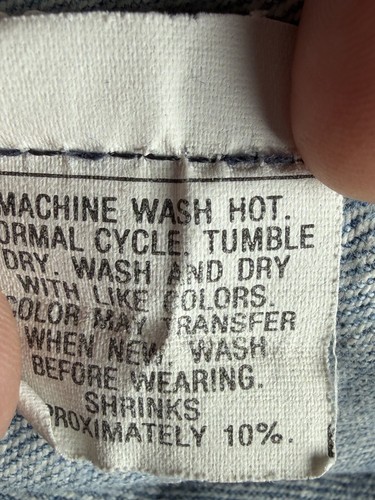 MACHINE WASH HOT.
ORMAL CYCLE. TUMBLE
DRY. WASH AND DRY
WITH LIKE COLORS.
COLOR MAY TRANSFER
WHEN NEW. WASH
BEFORE WEARING.
SHRINKS
PROXIMATELY 10%.